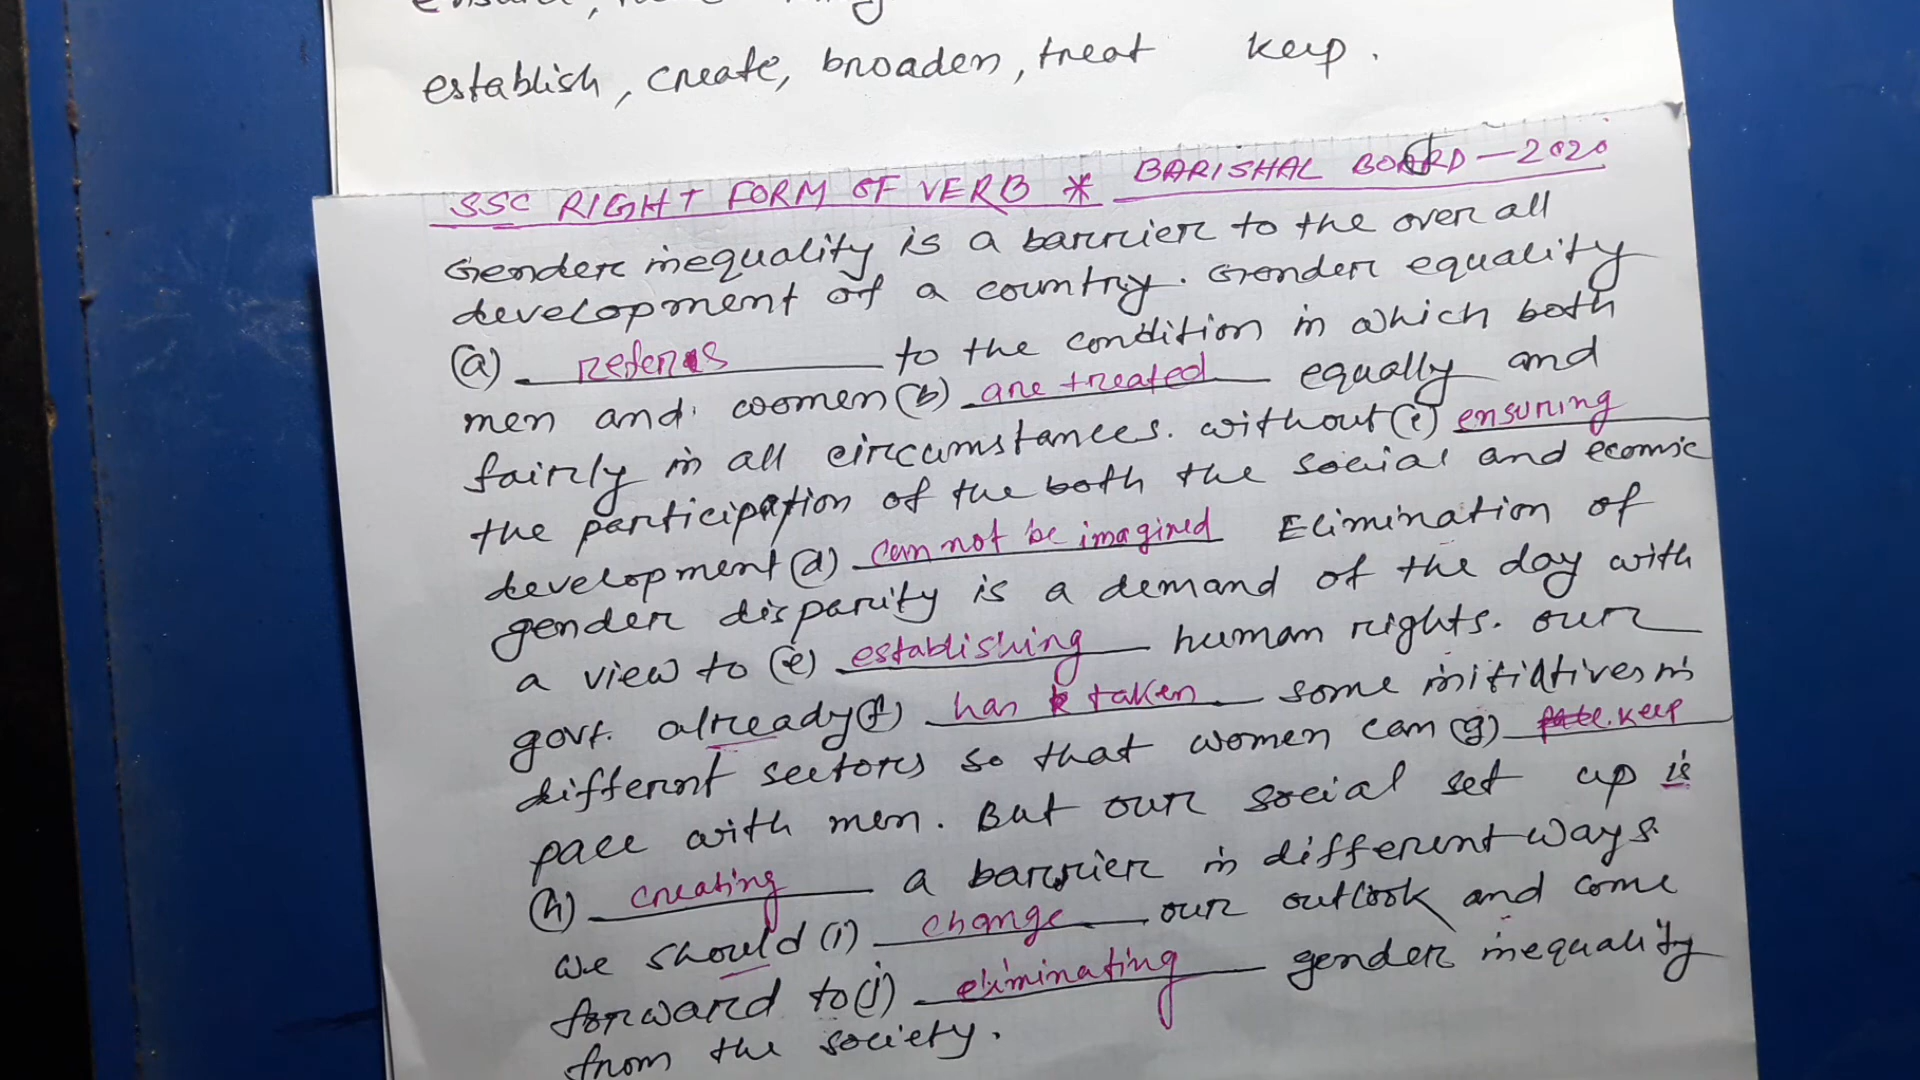 establish, create, broaden, treat keep.
SSC RIGHT FORM OF VERB * BARISHAL BOARD-2020
Gender inequality is a barrier to the over all
development of a country. Gender equality
(a) refers to the condition in which both
men and women (b) are treated equally and
fairly in all circumstances. without (c) ensuring
the participation of the both the social and ecomic
development (d) can not be imagined Elimination of
gender disparity is a demand of the day with
a view to (e) establishing human rights. our
govt. already (f) has taken some initiatives in
different sectors so that women can (g) keep
pace with men. But our social set up is
(h) creating a barrier in different ways.
we should (i) change our outlook and come
forward to (j) eliminating gender inequality
from the society.